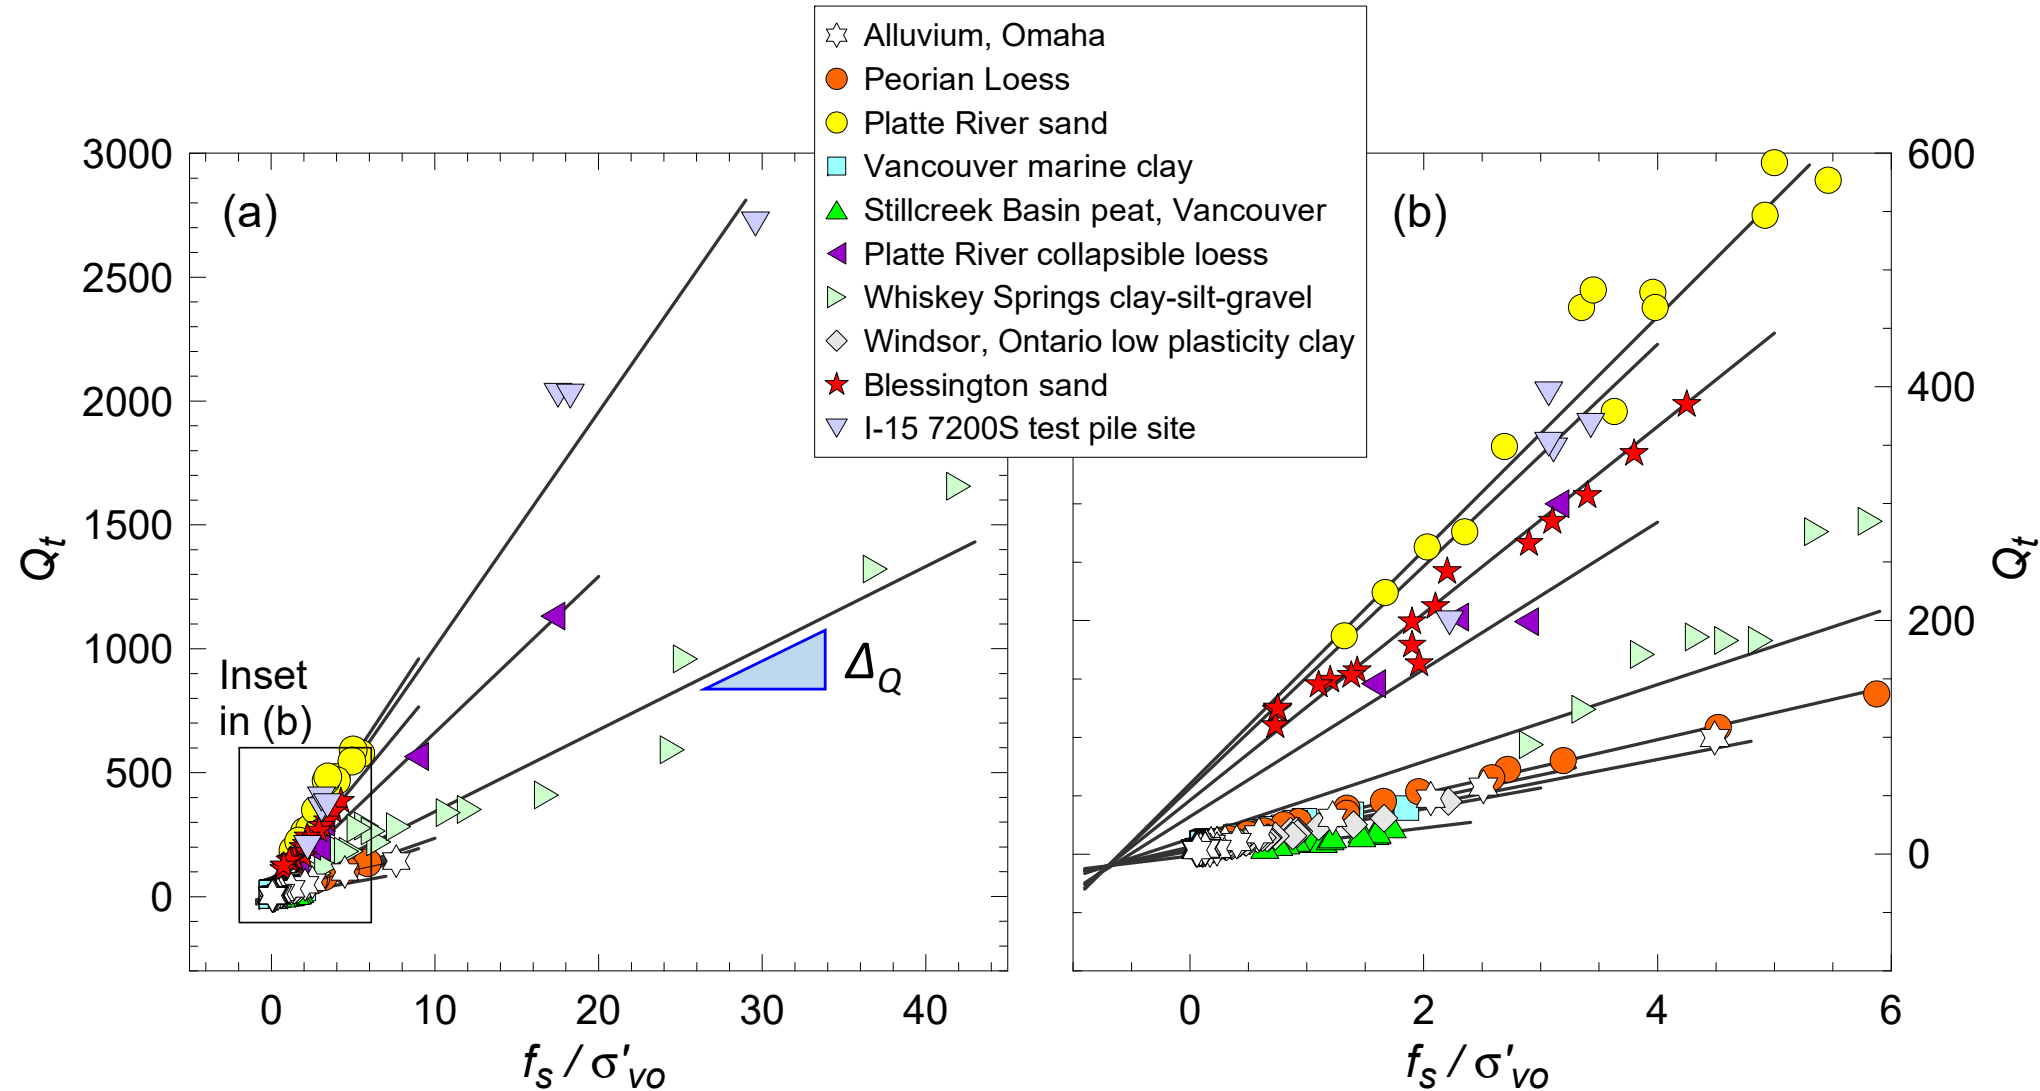 Alluvium, Omaha
Peorian Loess
Platte River sand
Vancouver marine clay
Stillcreek Basin peat, Vancouver
Platte River collapsible loess
Whiskey Springs clay-silt-gravel
Windsor, Ontario low plasticity clay
Blessington sand
I-15 7200S test pile site
(a)
3000
2500
2000
1500
1000
500
0
Qt
Inset
in (b)
ΔQ
0 10 20 30 40
fs / σ'vo
(b)
600
400
200
0
Qt
0 2 4 6
fs / σ'vo